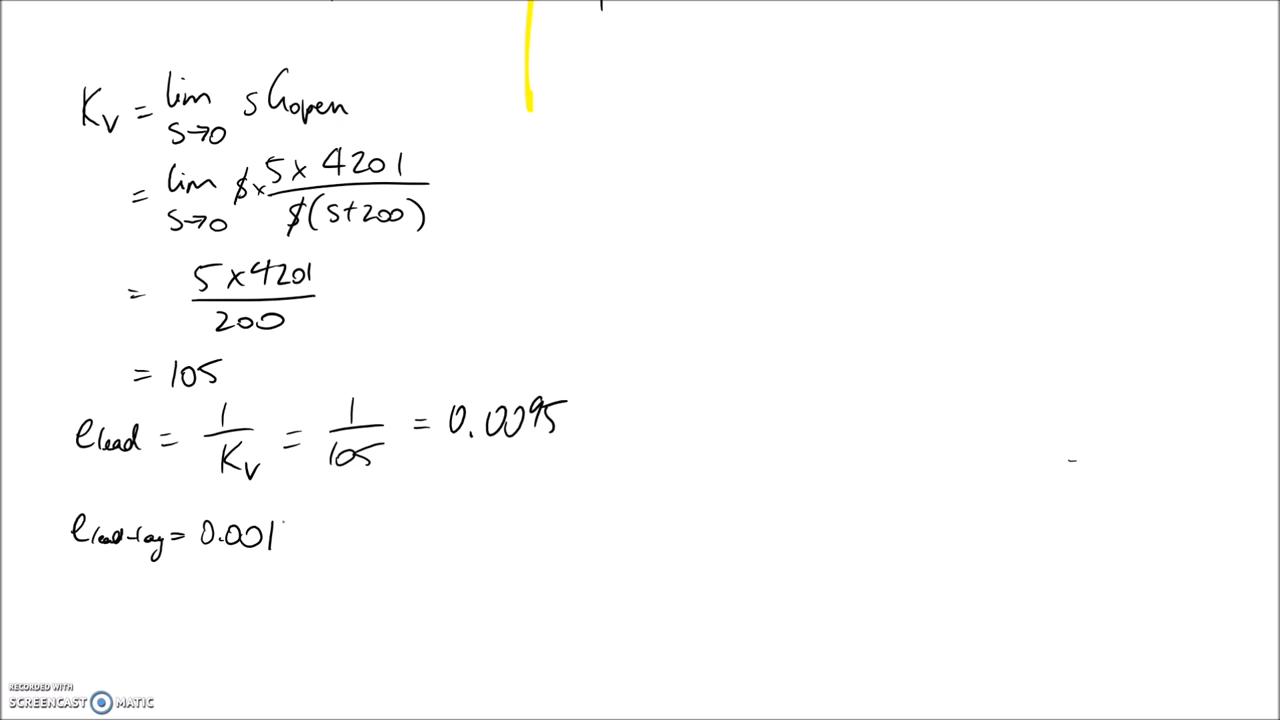 Kv = lim s→0 s Gopen
= lim s→0 s × 5 × 4201 / s(s+200)
= 5 × 4201 / 200
= 105
elead = 1/Kv = 1/105 = 0.0095
elead-lag = 0.001
RECORDED WITH
SCREENCAST MATIC